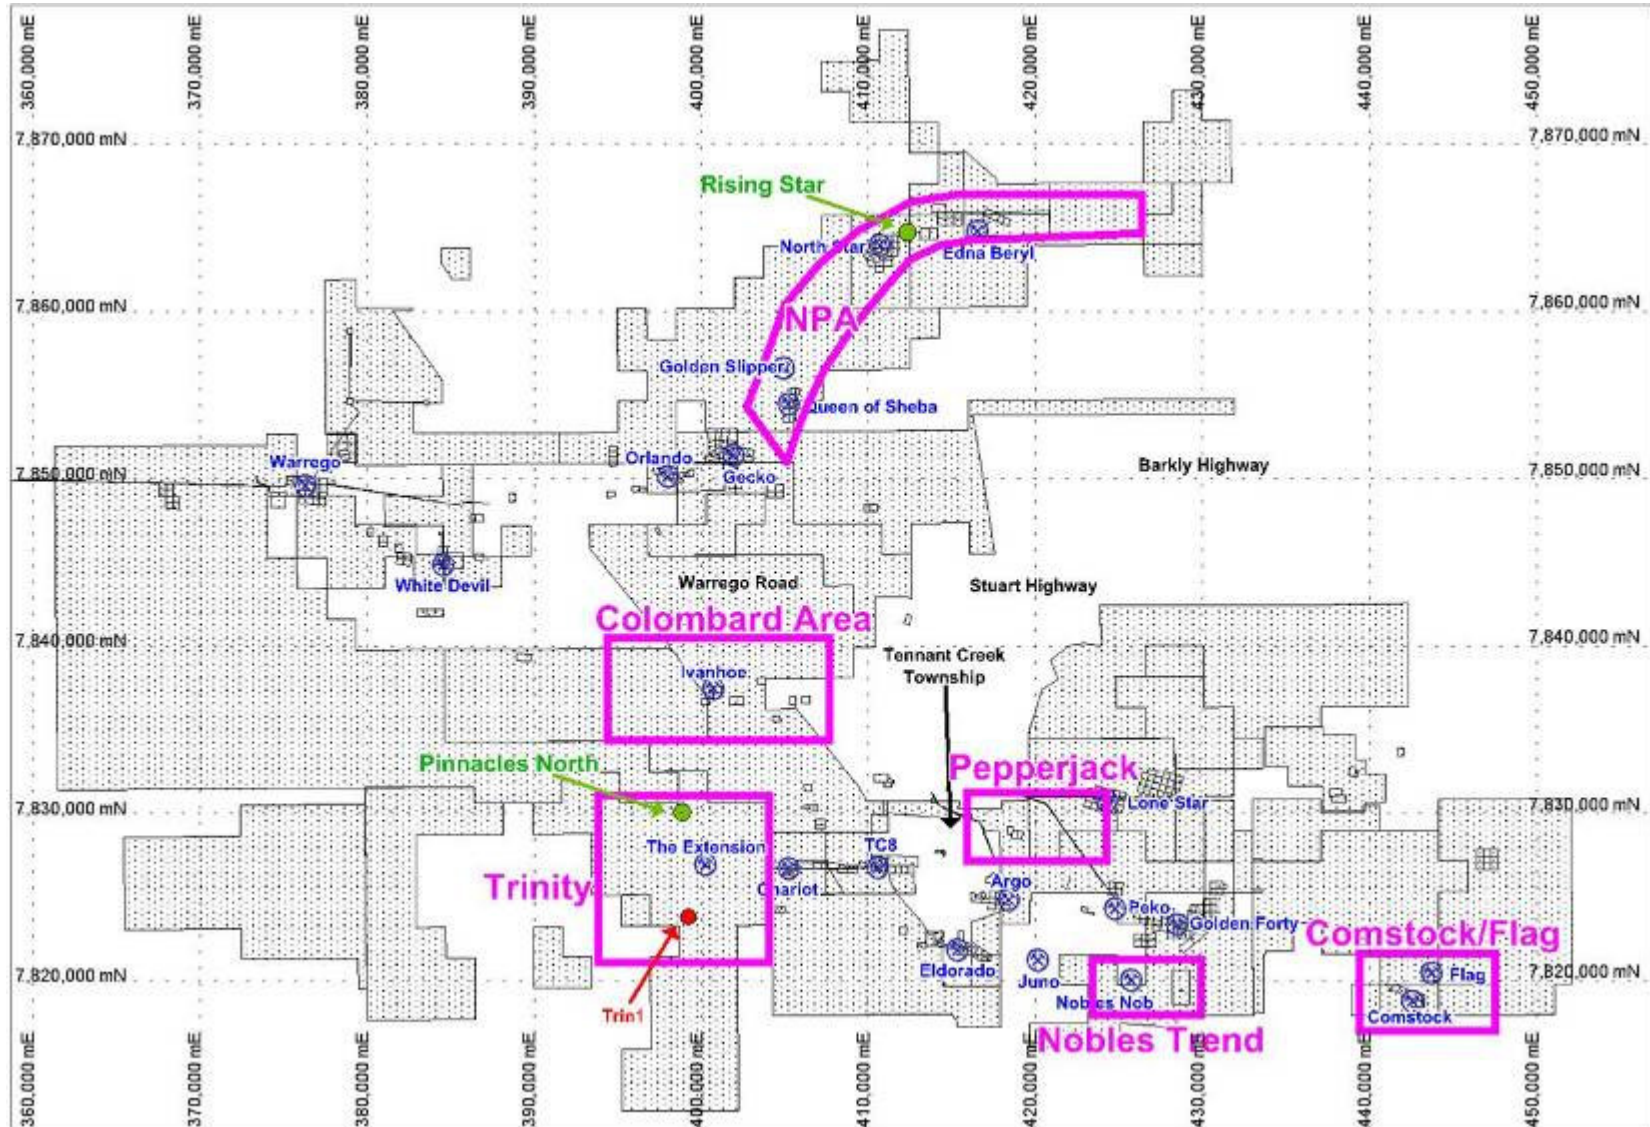 360,000 mE
380,000 mE
390,000 mE
400,000 mE
410,000 mE
420,000 mE
430,000 mE
440,000 mE
450,000 mE
7,870,000 mN
7,870,000 mN
Rising Star
North Star
Edna Beryl
7,860,000 mN
NPA
7,860,000 mN
Golden Slipper
Queen of Sheba
Warrego
Orlando
Barkly Highway
7,850,000 mN
Gecko
7,850,000 mN
White Devil
Warrego Road
Stuart Highway
Colombard Area
7,840,000 mN
7,840,000 mN
Tennant Creek
Township
Ivanhoe
Pinnacles North
Pepperjack
7,830,000 mN
Lone Star
7,830,000 mN
The Extension
TC8
Trinity
Chariot
Argo
Peko
Golden Forty
Comstock/Flag
7,820,000 mN
Eldorado
Juno
Nobles Nob
Flag
7,820,000 mN
Trin1
Comstock
Nobles Trend
360,000 mE
380,000 mE
390,000 mE
400,000 mE
410,000 mE
420,000 mE
430,000 mE
440,000 mE
450,000 mE